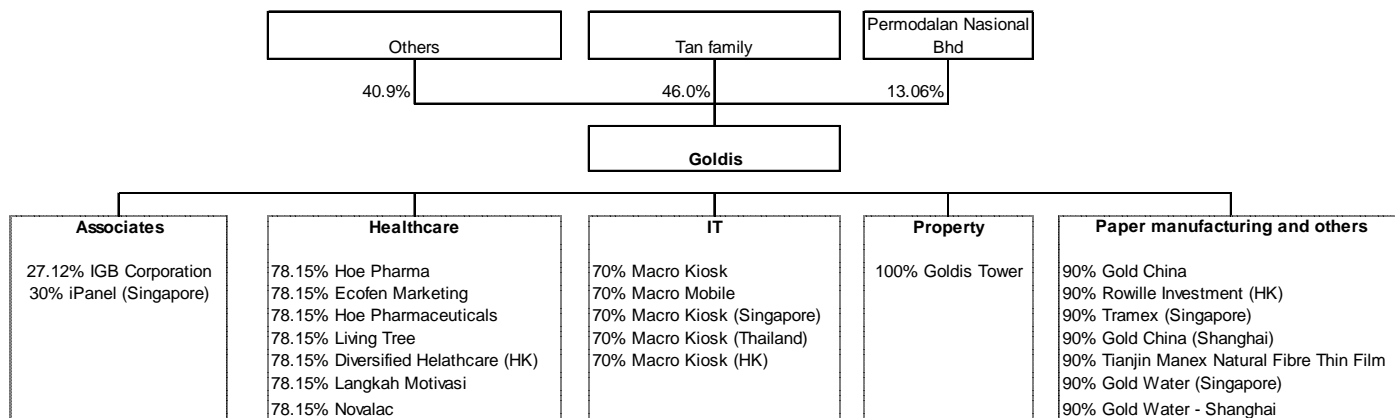 Others
Tan family
Permodalan Nasional
Bhd
40.9%
46.0%
13.06%
Goldis
Associates
27.12% IGB Corporation
30% iPanel (Singapore)
Healthcare
78.15% Hoe Pharma
78.15% Ecofen Marketing
78.15% Hoe Pharmaceuticals
78.15% Living Tree
78.15% Diversified Helathcare (HK)
78.15% Langkah Motivasi
78.15% Novalac
IT
70% Macro Kiosk
70% Macro Mobile
70% Macro Kiosk (Singapore)
70% Macro Kiosk (Thailand)
70% Macro Kiosk (HK)
Property
100% Goldis Tower
Paper manufacturing and others
90% Gold China
90% Rowille Investment (HK)
90% Tramex (Singapore)
90% Gold China (Shanghai)
90% Tianjin Manex Natural Fibre Thin Film
90% Gold Water (Singapore)
90% Gold Water - Shanghai